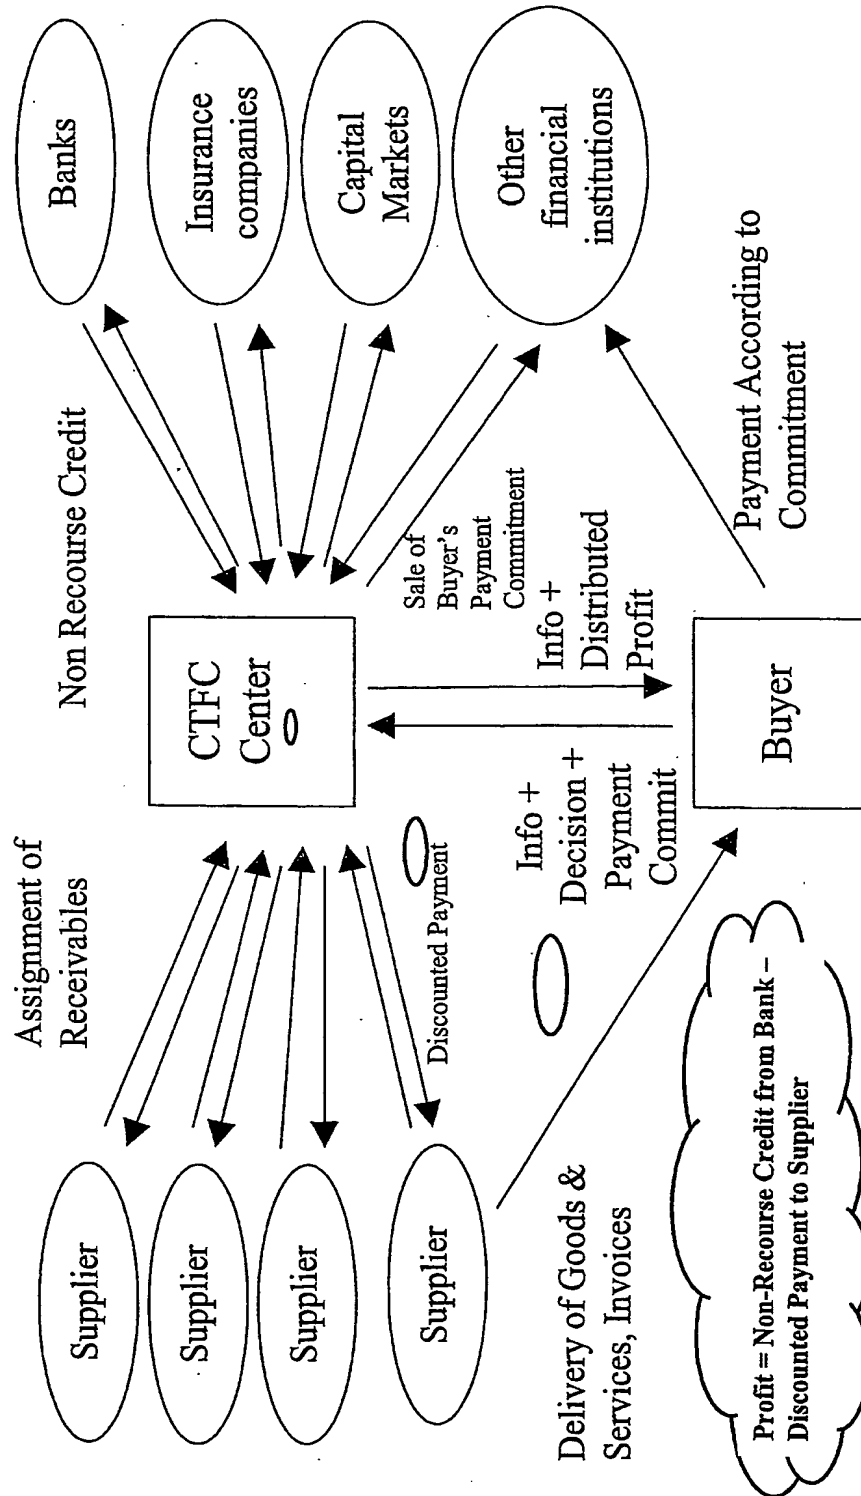 Assignment of
Receivables
Non Recourse Credit
Supplier
Supplier
Supplier
Supplier
CTFC
Center
Banks
Insurance
companies
Capital
Markets
Other
financial
institutions
Discounted Payment
Sale of
Buyer's
Payment
Commitment
Info +
Decision +
Payment
Commit
Info +
Distributed
Profit
Delivery of Goods &
Services, Invoices
Buyer
Payment According to
Commitment
Profit = Non-Recourse Credit from Bank –
Discounted Payment to Supplier